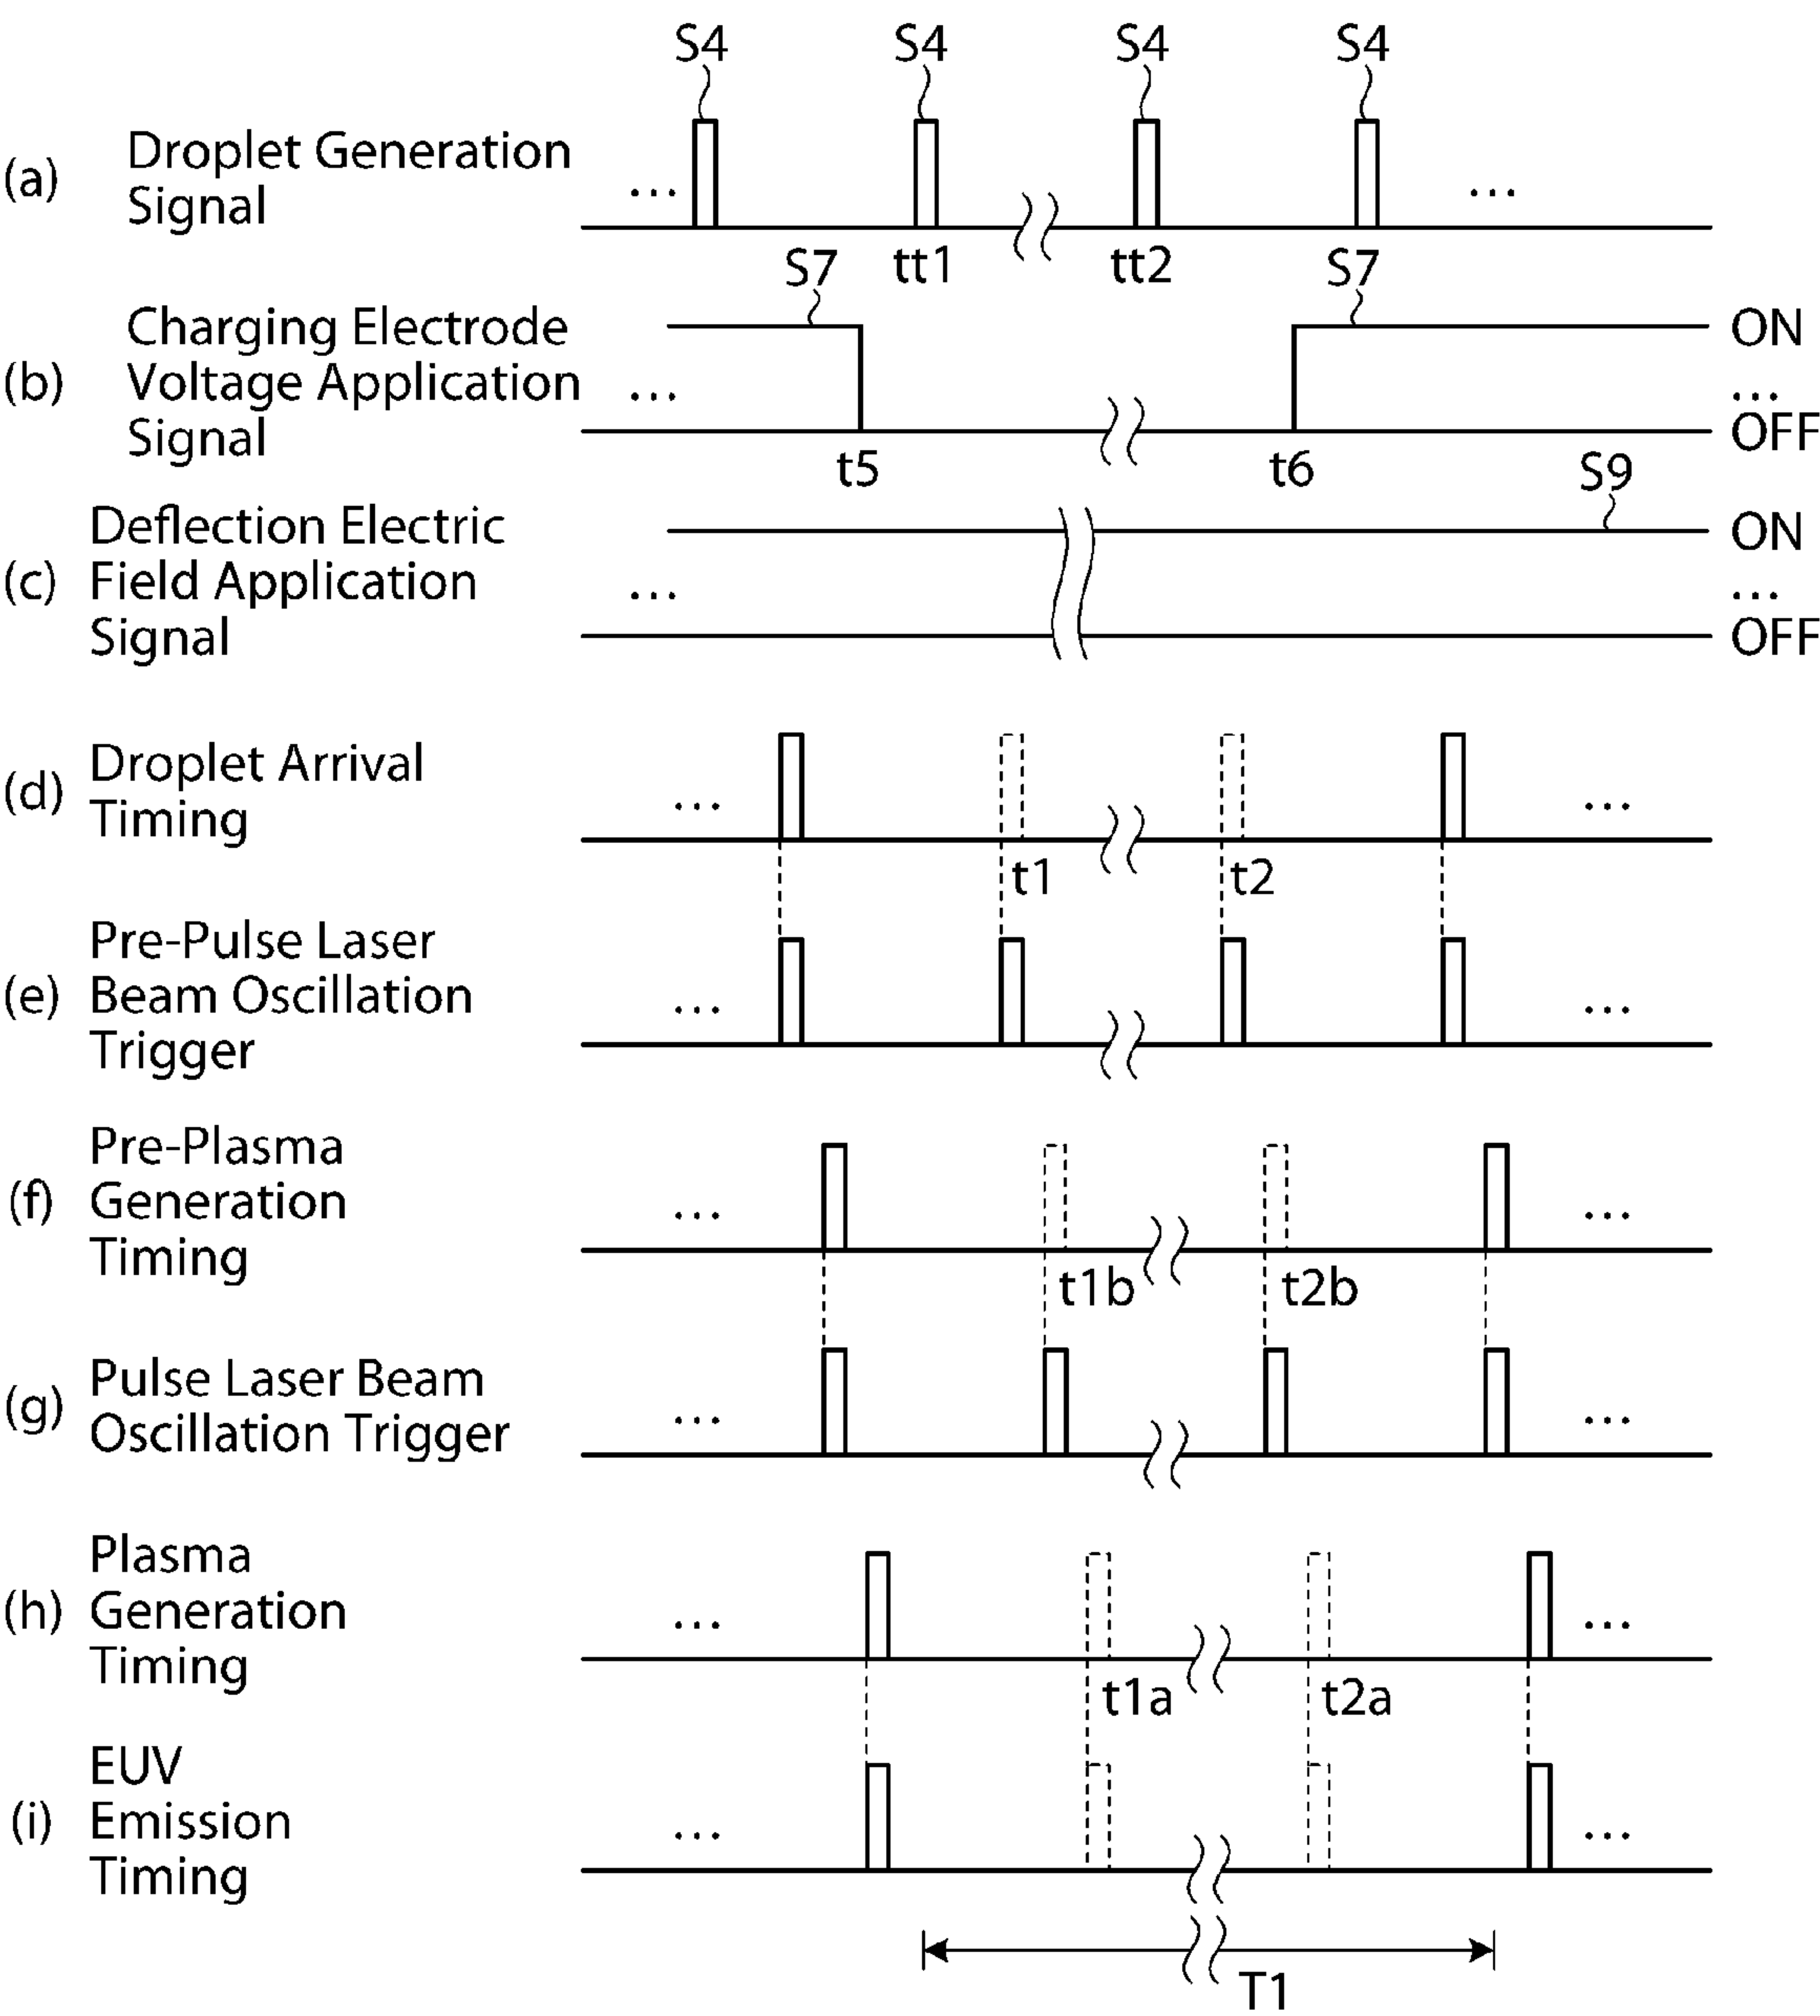 S4 S4 S4 S4
(a) Droplet Generation
Signal
... ...
tt1 tt2
S7 S7
(b) Charging Electrode
Voltage Application
Signal
... ...
ON
OFF
t5 t6
S9
(c) Deflection Electric
Field Application
Signal
... ...
ON
OFF
(d) Droplet Arrival
Timing
... ...
t1 t2
(e) Pre-Pulse Laser
Beam Oscillation
Trigger
... ...
(f) Pre-Plasma
Generation
Timing
... ...
t1b t2b
(g) Pulse Laser Beam
Oscillation Trigger
... ...
(h) Plasma
Generation
Timing
... ...
t1a t2a
(i) EUV
Emission
Timing
... ...
T1